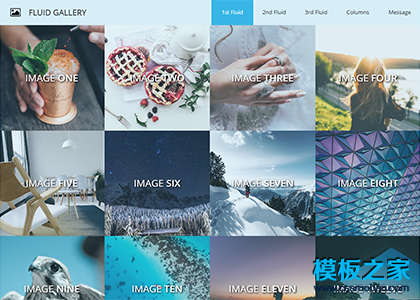 FLUID GALLERY
1st Fluid 2nd Fluid 3rd Fluid Columns Message
IMAGE ONE
IMAGE TWO
IMAGE THREE
IMAGE FOUR
IMAGE FIVE
IMAGE SIX
IMAGE SEVEN
IMAGE EIGHT
IMAGE NINE
IMAGE TEN
IMAGE ELEVEN
模板之家